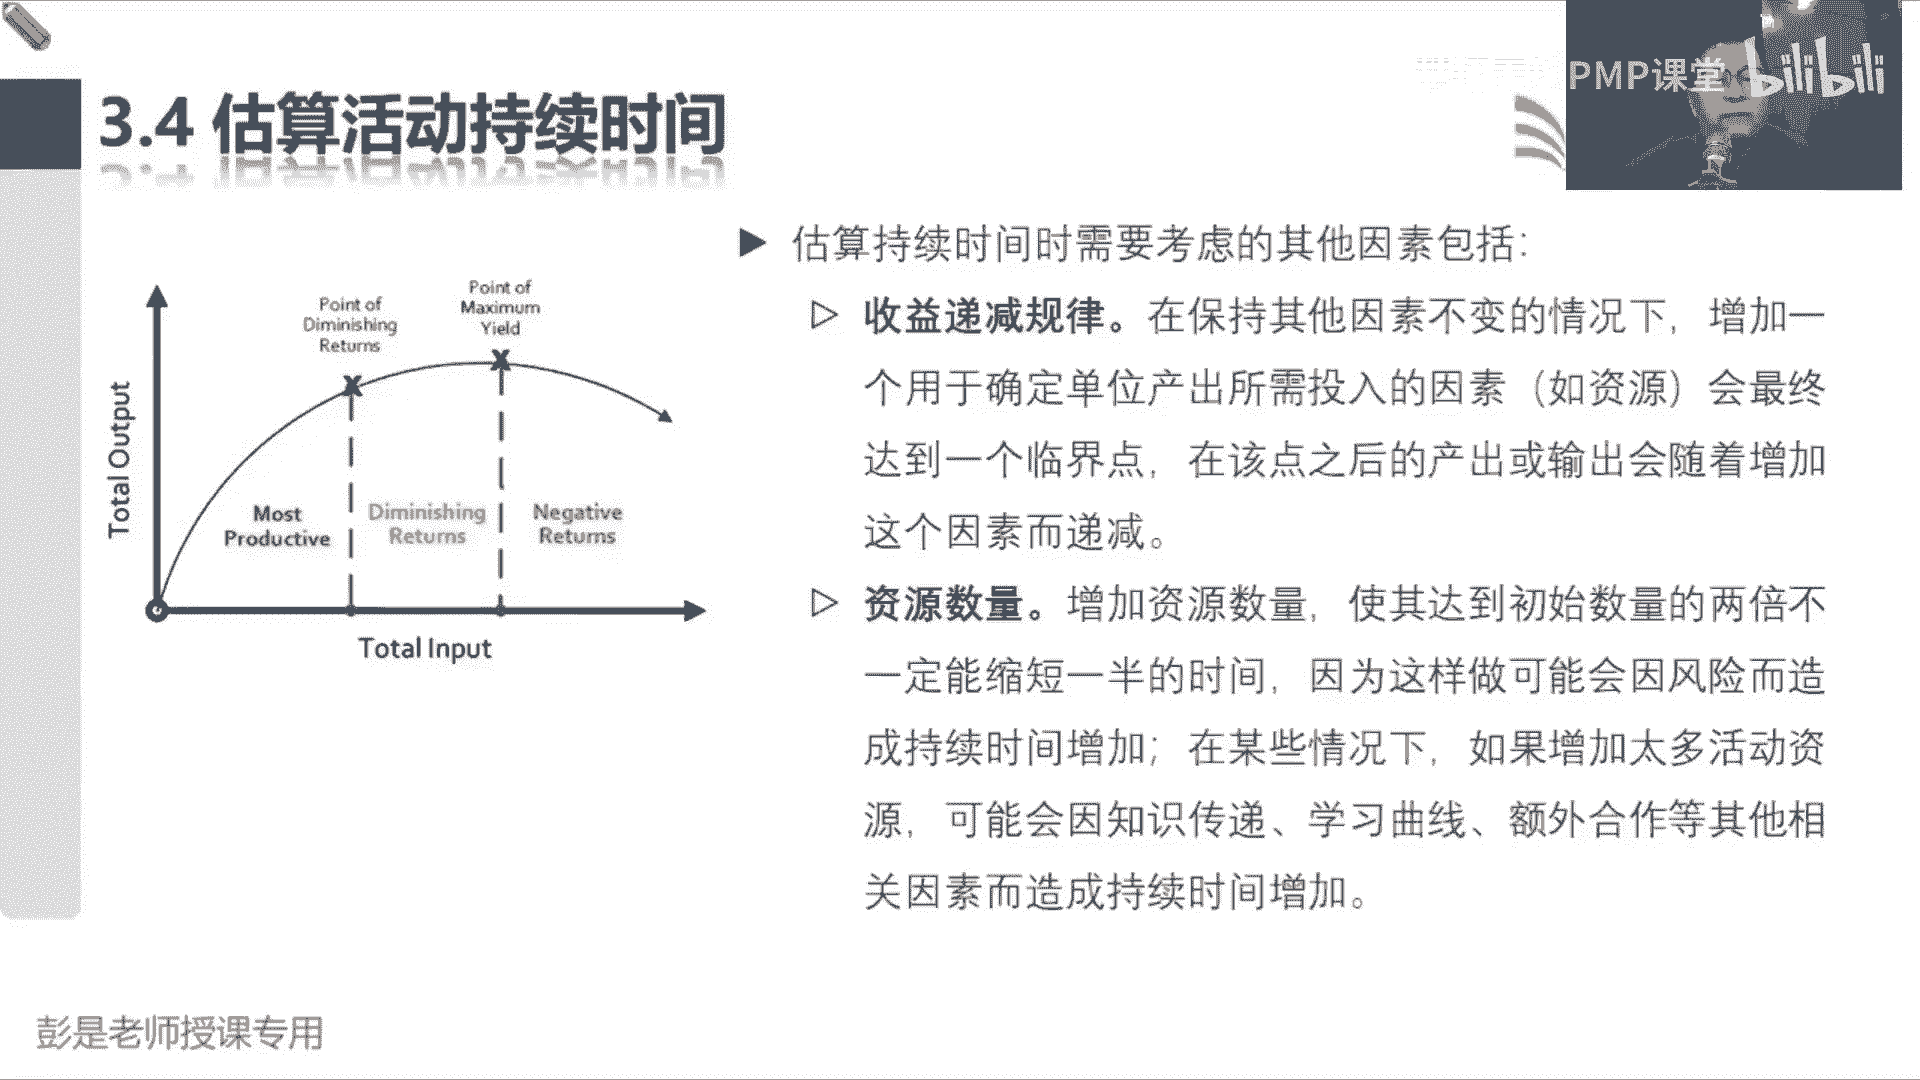 PMP课堂 bilibili
3.4 估算活动持续时间
Point of
Diminishing
Returns
Point of
Maximum
Yield
Total Output
Most
Productive
Diminishing
Returns
Negative
Returns
Total Input
估算持续时间时需要考虑的其他因素包括：
收益递减规律。在保持其他因素不变的情况下，增加一
个用于确定单位产出所需投入的因素（如资源）会最终
达到一个临界点，在该点之后的产出或输出会随着增加
这个因素而递减。
资源数量。增加资源数量，使其达到初始数量的两倍不
一定能缩短一半的时间，因为这样做可能会因风险而造
成持续时间增加；在某些情况下，如果增加太多活动资
源，可能会因知识传递、学习曲线、额外合作等其他相
关因素而造成持续时间增加。
彭是老师授课专用